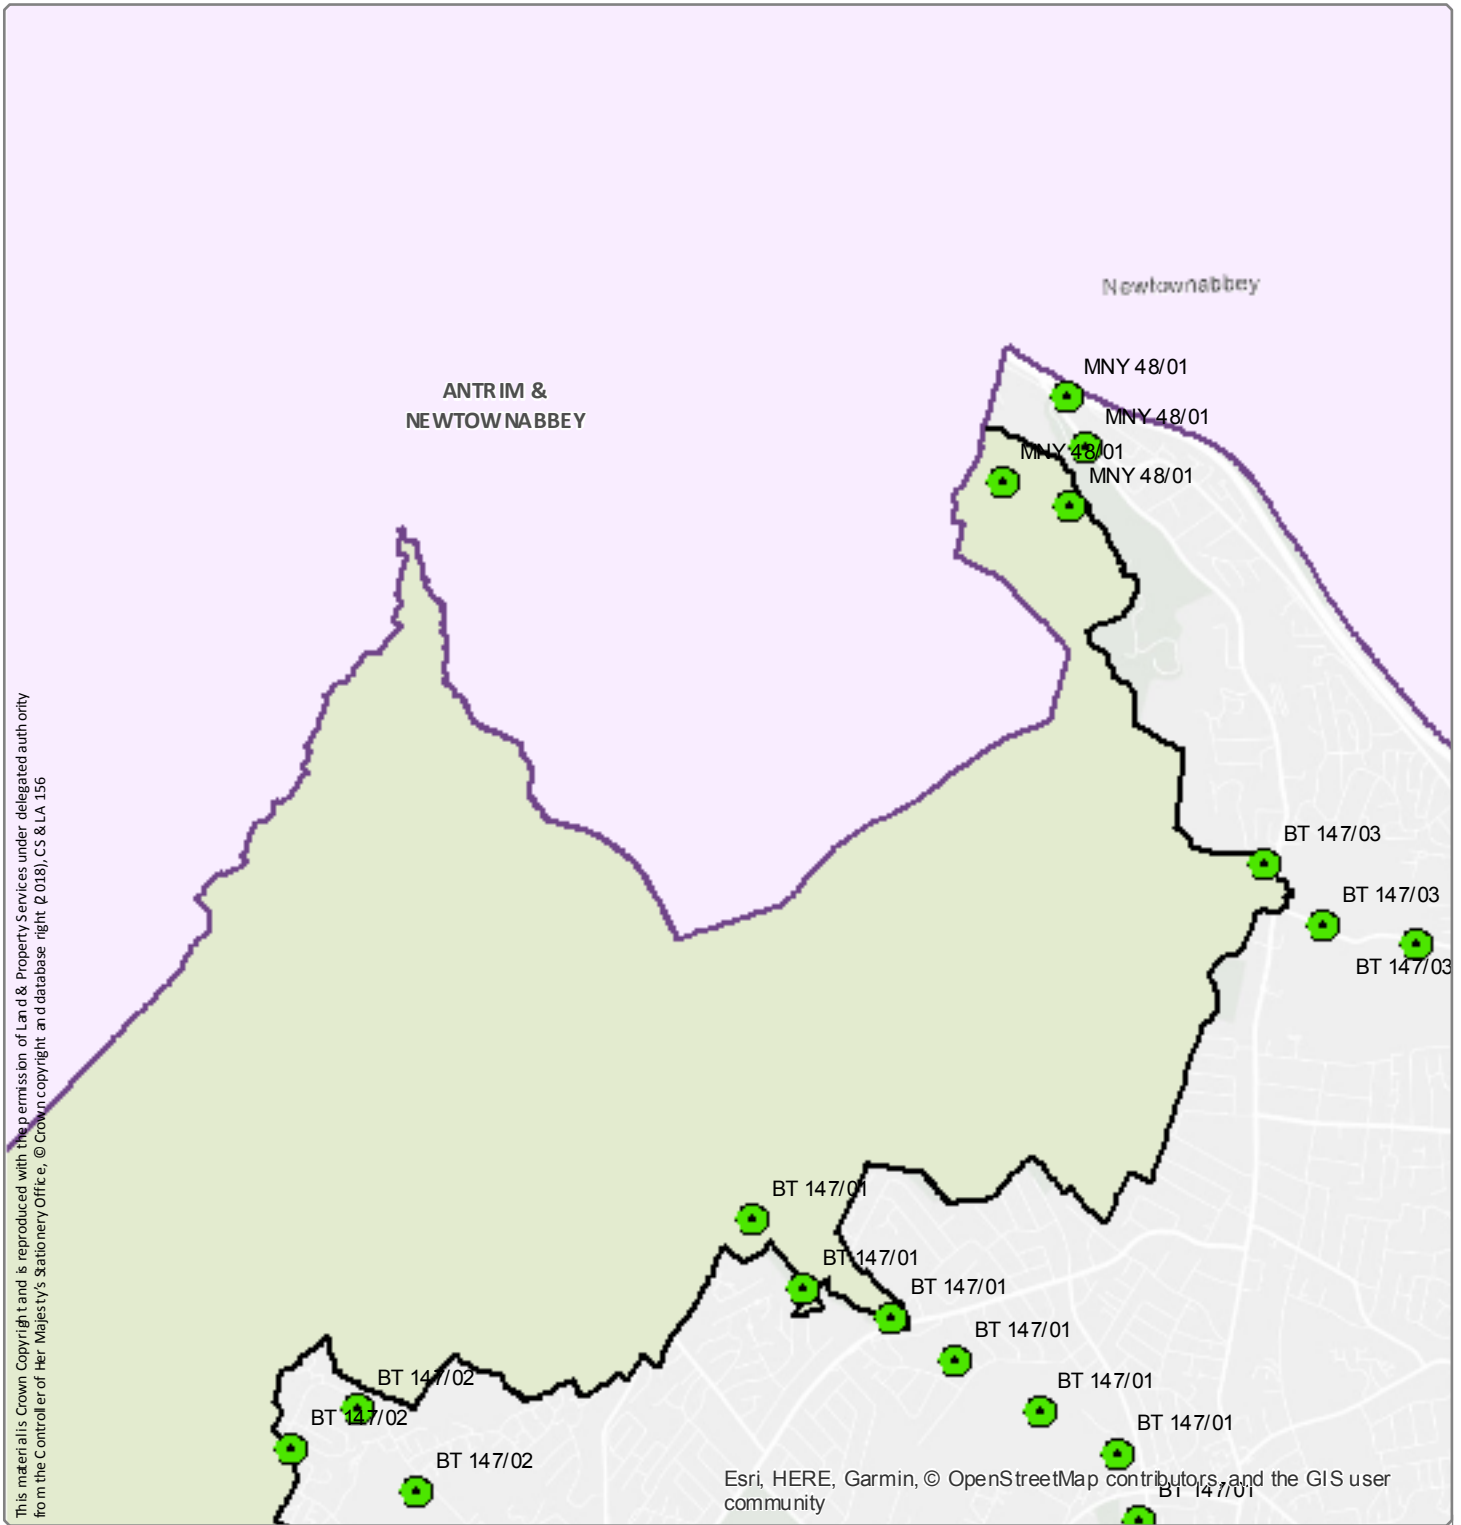 Newtownabbey
MNY 48/01
ANTRIM &
NEWTOWNABBEY
MNY 48/01
MNY 48/01
MNY 48/01
BT 147/03
BT 147/03
BT 147/03
BT 147/01
BT 147/01
BT 147/01
BT 147/01
BT 147/02
BT 147/01
BT 147/02
BT 147/01
BT 147/02
BT 147/01
Esri, HERE, Garmin, © OpenStreetMap contributors, and the GIS user
community
This material is Crown Copyright and is reproduced with the permission of Land & Property Services under delegated authority
from the Controller of Her Majesty's Stationery Office, © Crown copyright and database right (2018), CS & LA 156